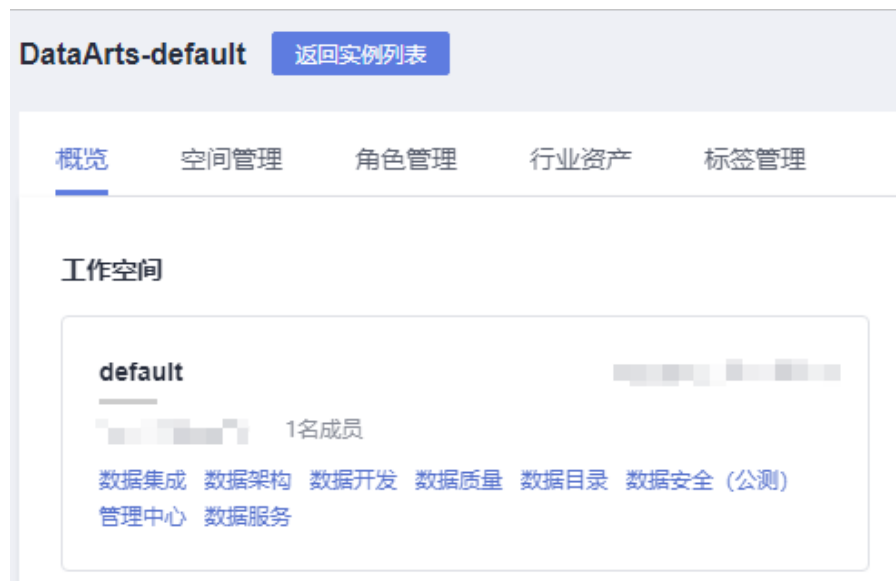 DataArts-default 返回实例列表
概览 空间管理 角色管理 行业资产 标签管理
工作空间
default
1名成员
数据集成 数据架构 数据开发 数据质量 数据目录 数据安全 (公测)
管理中心 数据服务